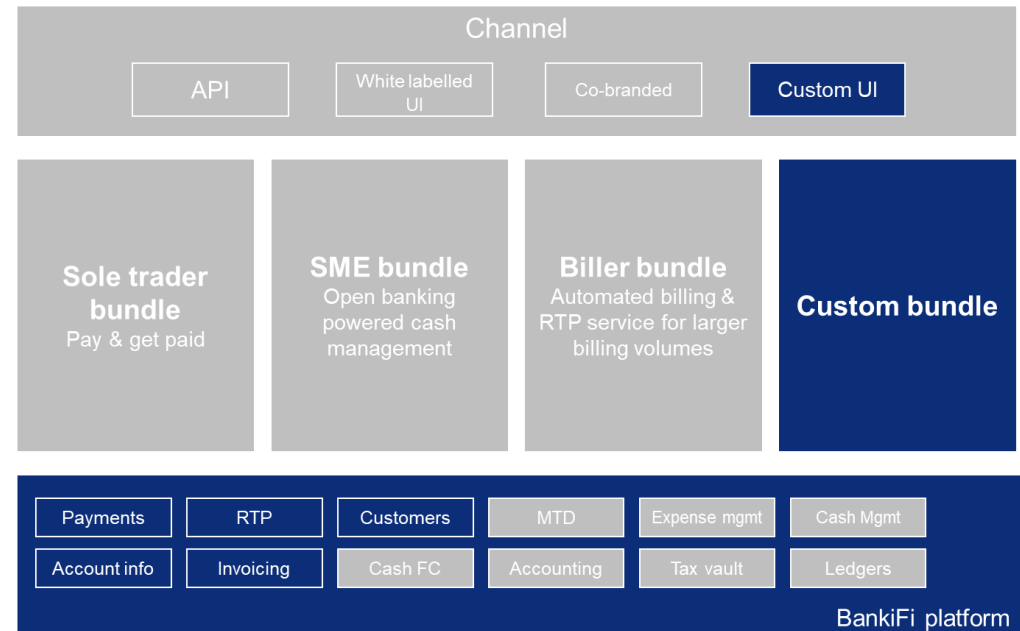 Channel
API
White labelled
UI
Co-branded
Custom UI
Sole trader
bundle
Pay & get paid
SME bundle
Open banking
powered cash
management
Biller bundle
Automated billing &
RTP service for larger
billing volumes
Custom bundle
Payments
RTP
Customers
MTD
Expense mgmt
Cash Mgmt
Account info
Invoicing
Cash FC
Accounting
Tax vault
Ledgers
BankiFi platform